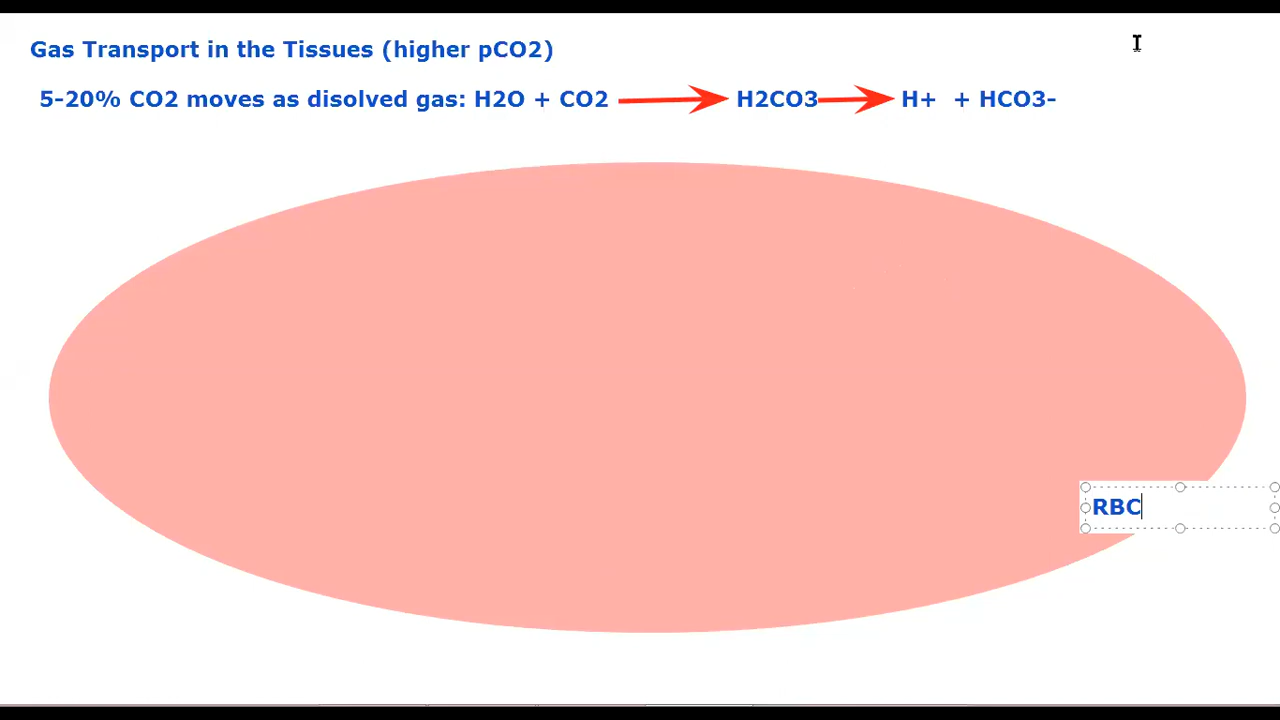 Gas Transport in the Tissues (higher pCO2)
5-20% CO2 moves as disolved gas: H2O + CO2 H2CO3 H+ + HCO3-
RBC